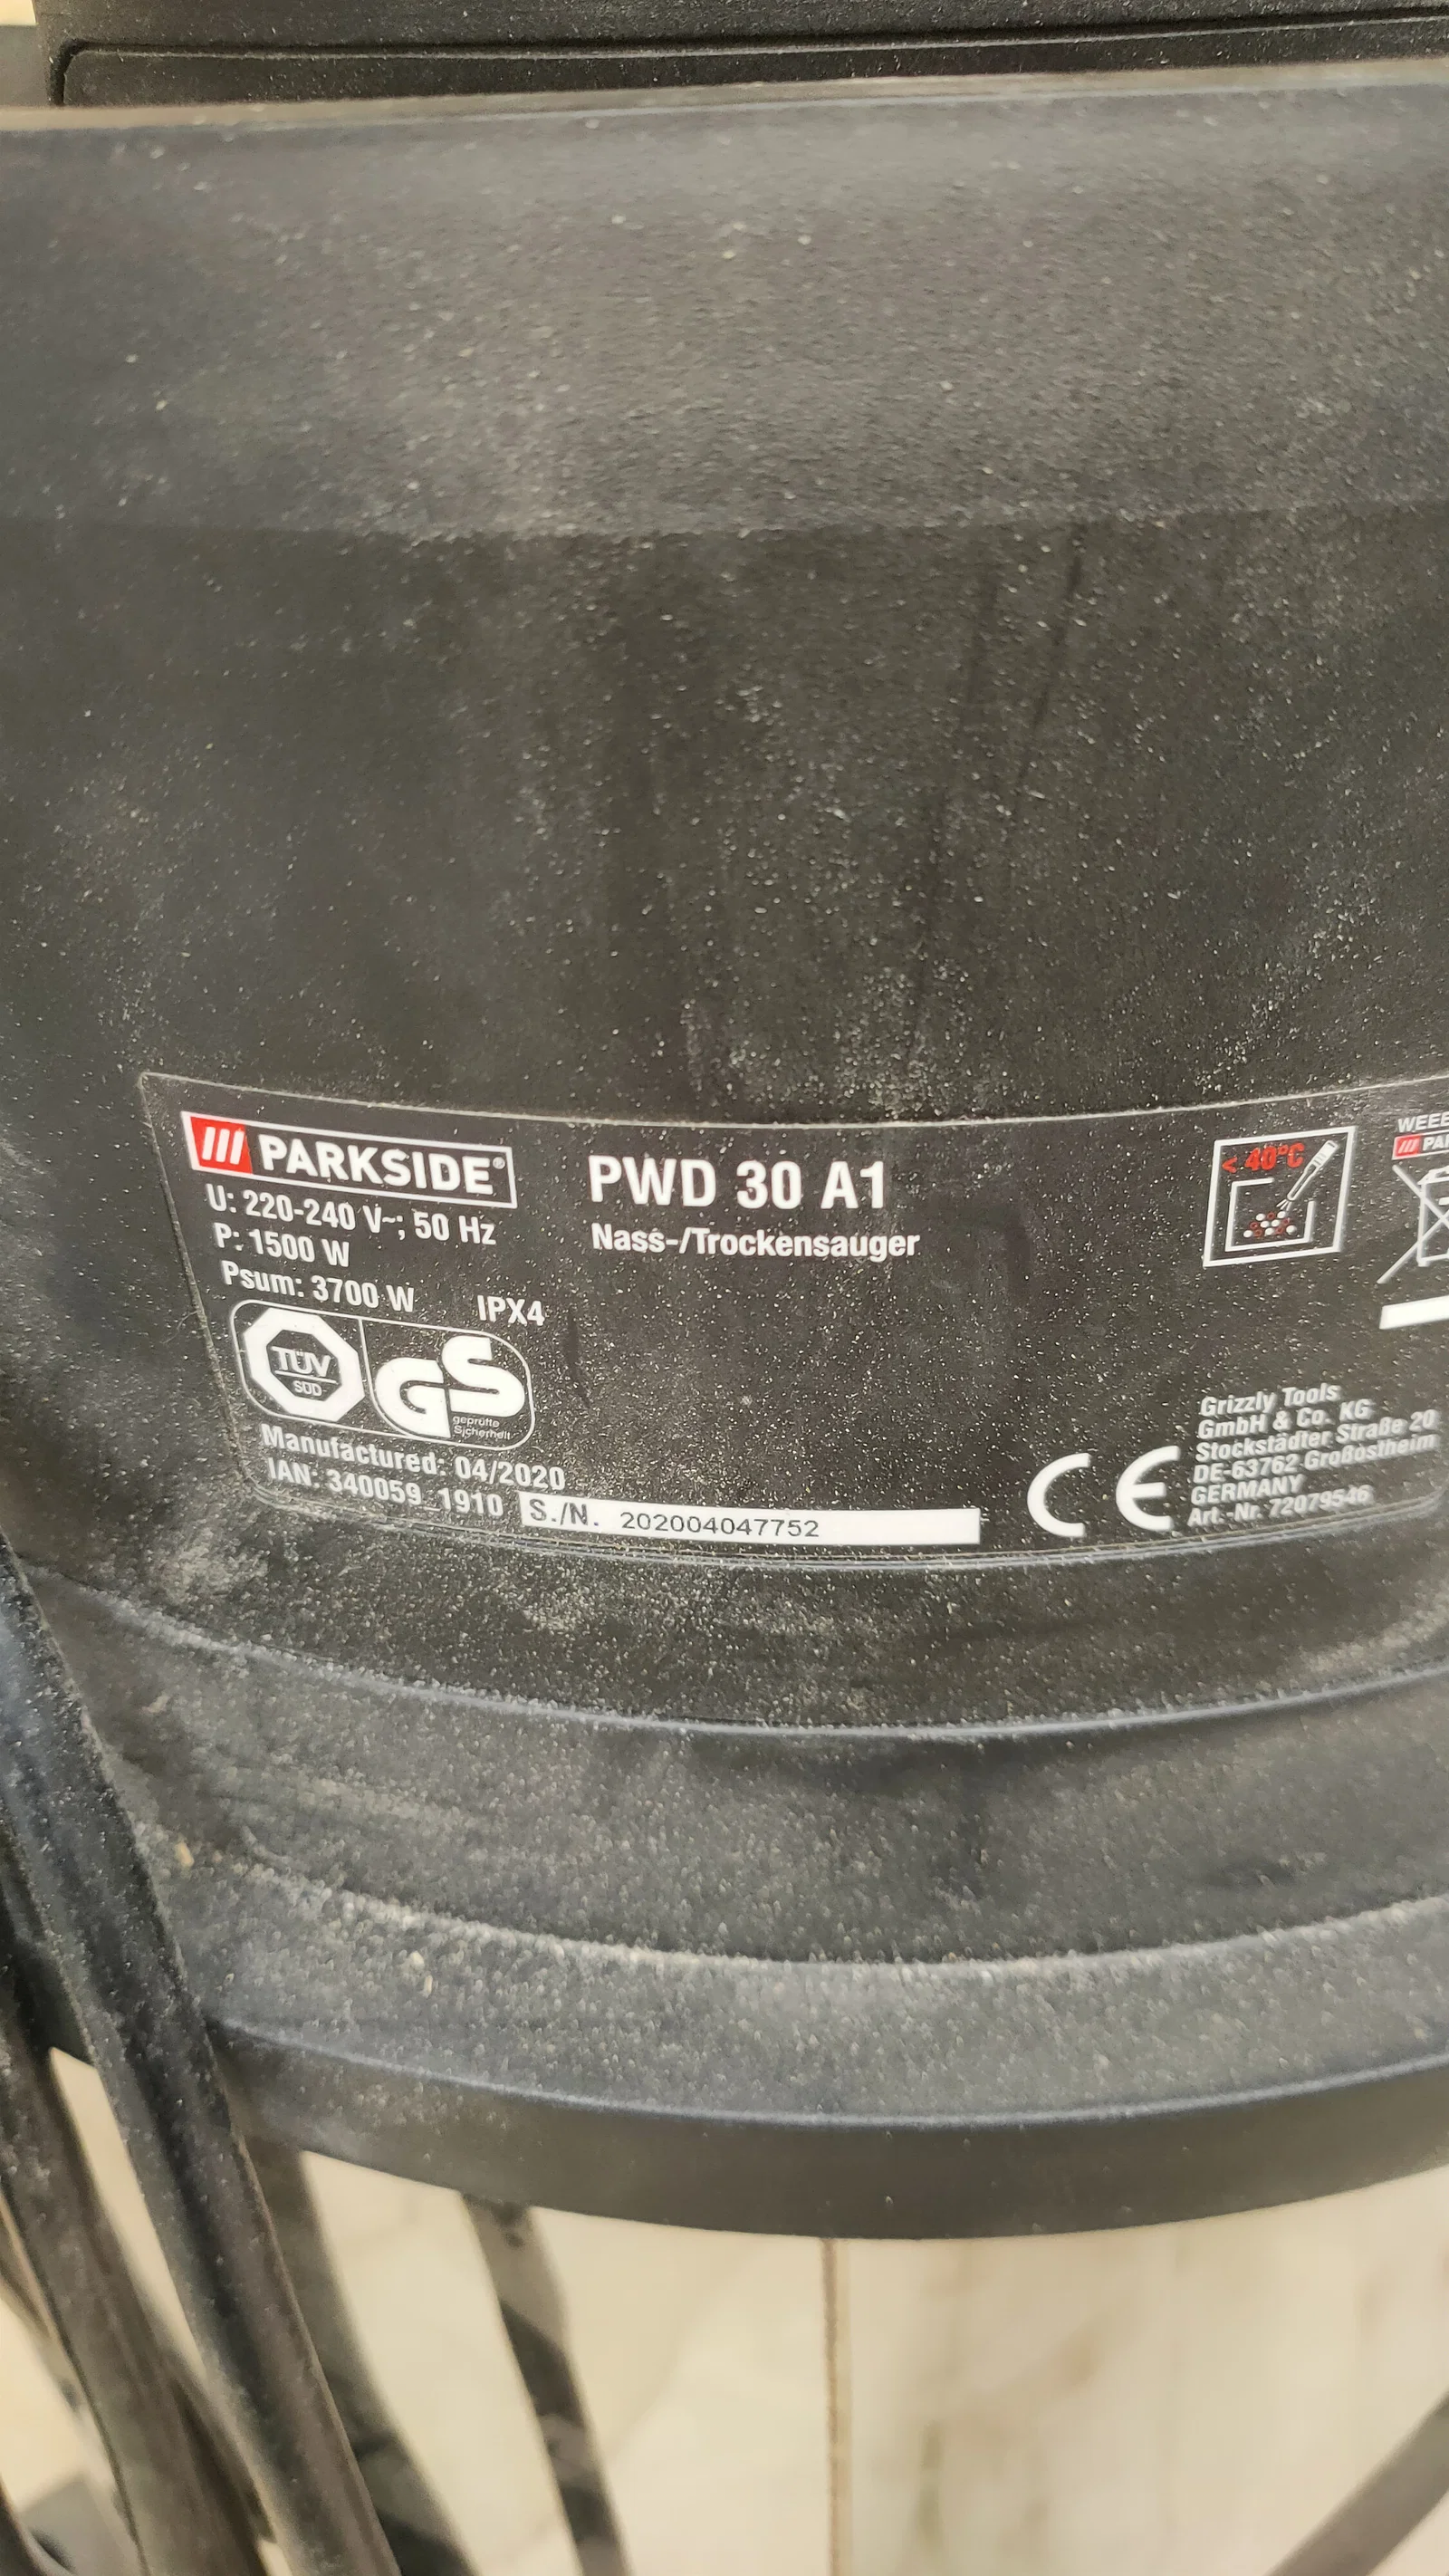 PARKSIDE®
U: 220-240 V~; 50 Hz
P: 1500 W
Psum: 3700 W
IPX4
TÜV
SÜD
GS
geprüfte
Sicherheit
Manufactured: 04/2020
IAN: 340059_1910
S./N. 202004047752
PWD 30 A1
Nass-/Trockensauger
< 40°C
CE
Grizzly Tools
GmbH & Co. KG
Stockstädter Straße 20
DE-63762 Großostheim
GERMANY
Art.-Nr. 72079546